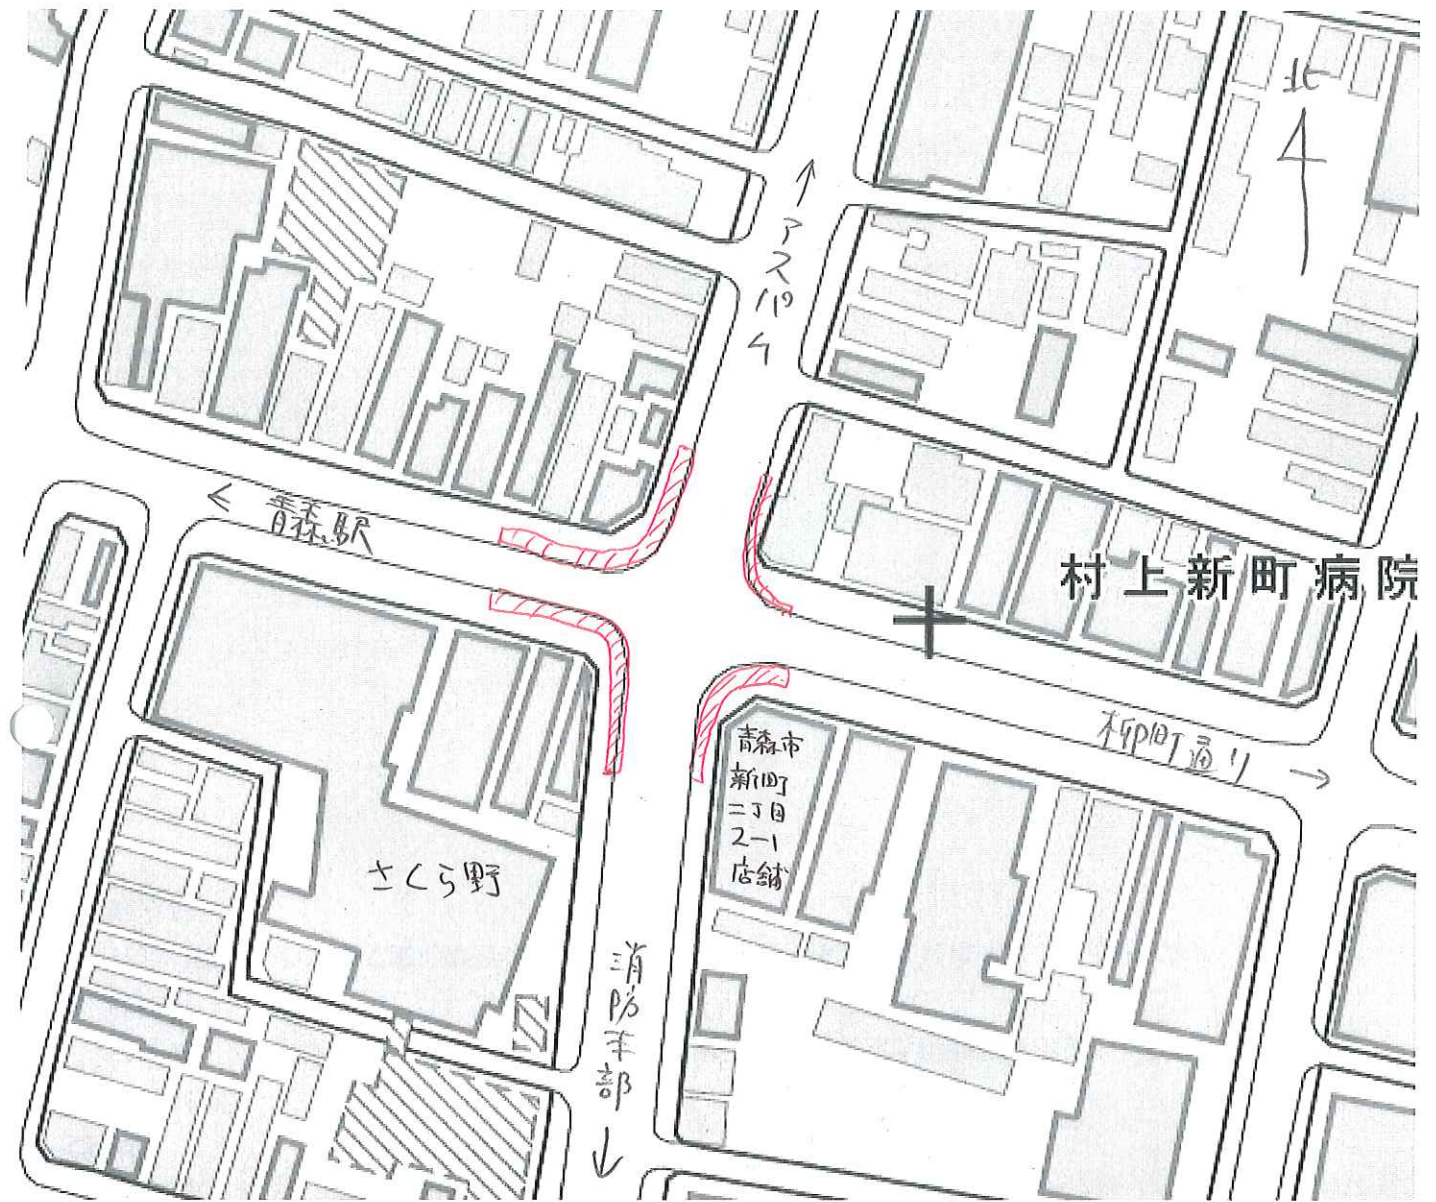 北
↑
↑
アスパム
← 青森駅
村上新町病院
柳町通り →
青森市
新町
二丁目
2-1
店舗
さくら野
消防本部
↓